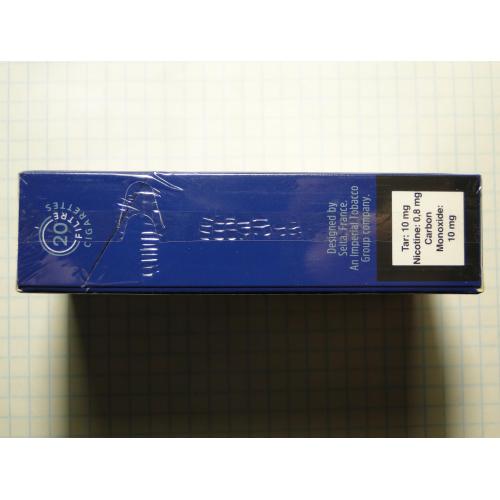 20
FILTRE
CIGARETTES
Designed by
Seita, France.
An Imperial Tobacco
Group company.
Tar: 10 mg
Nicotine: 0,8 mg
Carbon
Monoxide:
10 mg